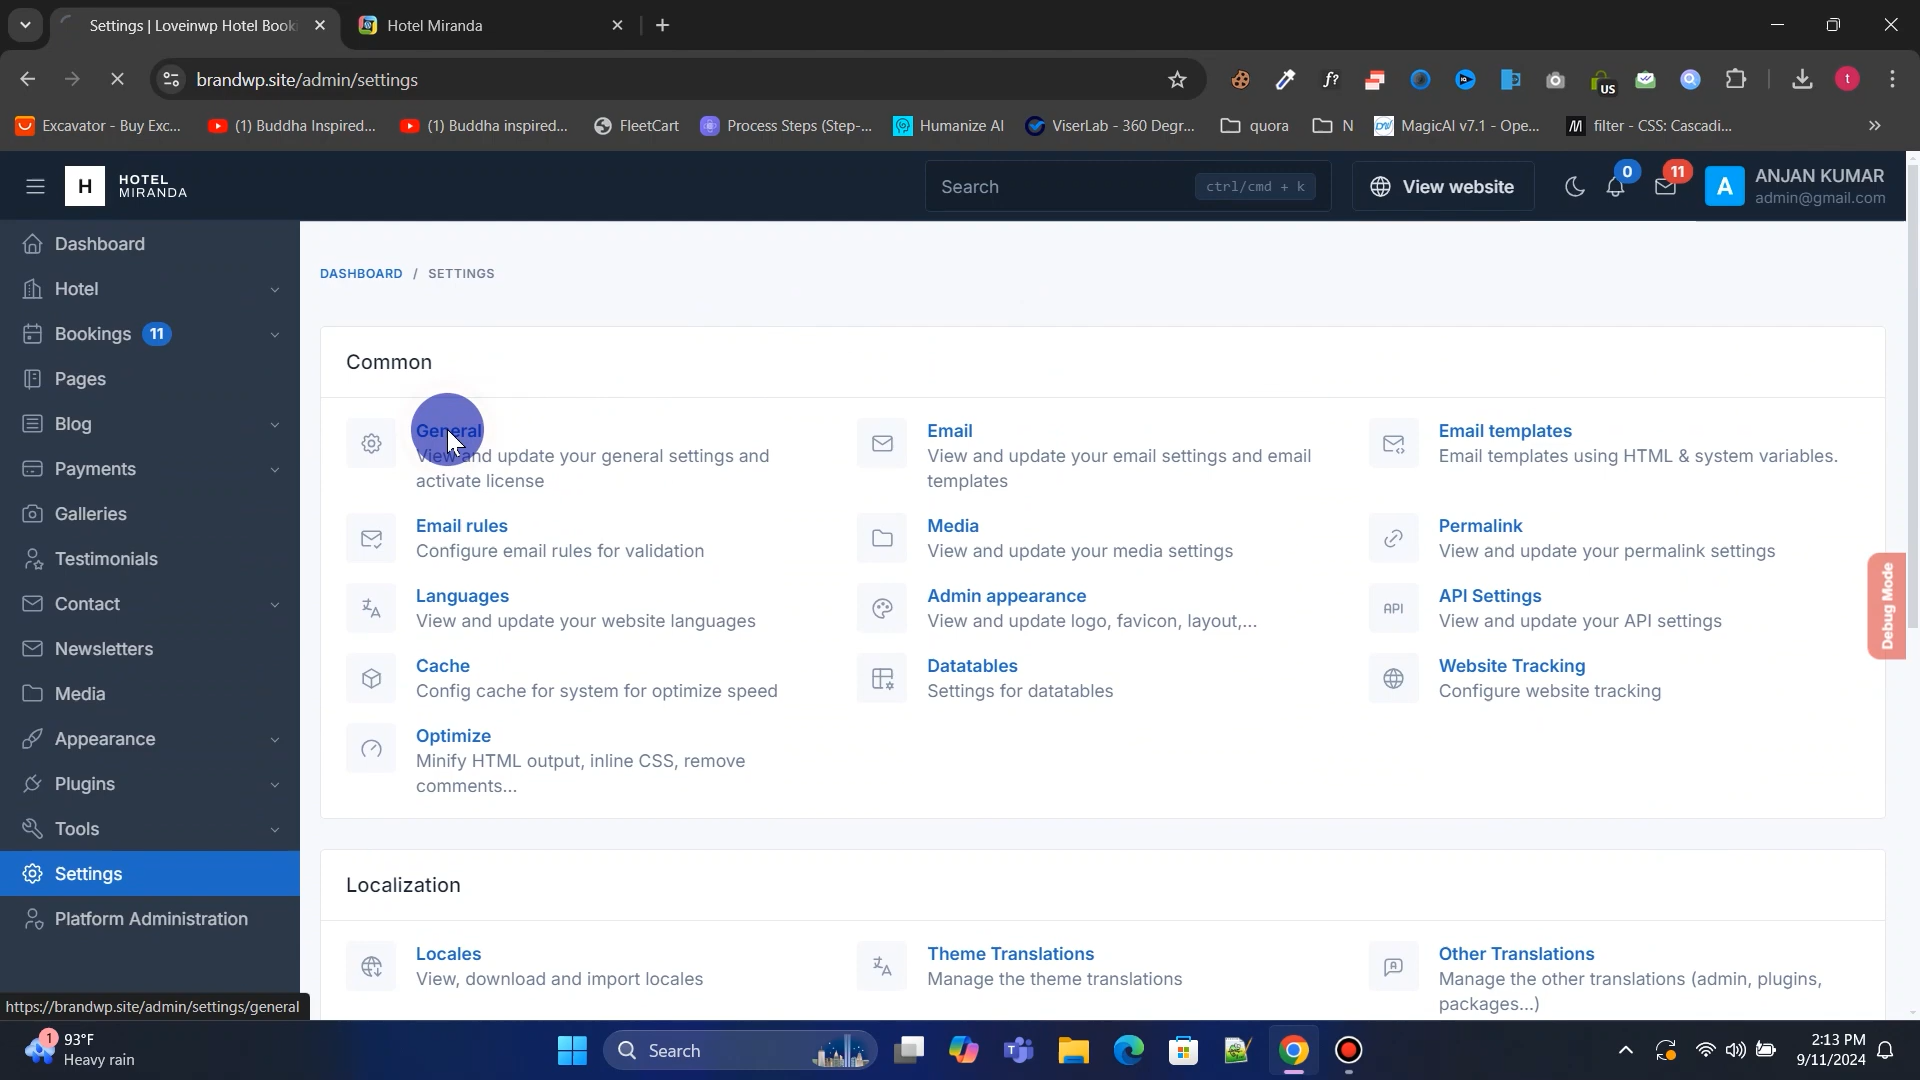 Settings | Loveinwp Hotel Book
Hotel Miranda
brandwp.site/admin/settings
f?
US
t
Excavator - Buy Exc...
(1) Buddha Inspired...
(1) Buddha inspired...
FleetCart
Process Steps (Step-...
Humanize AI
ViserLab - 360 Degr...
quora
N
MagicAI v7.1 - Ope...
filter - CSS: Cascadi...
H
HOTEL
MIRANDA
Search
ctrl/cmd + k
View website
0
11
A
ANJAN KUMAR
admin@gmail.com
Dashboard
Hotel
Bookings 11
Pages
Blog
Payments
Galleries
Testimonials
Contact
Newsletters
Media
Appearance
Plugins
Tools
Settings
Platform Administration
DASHBOARD / SETTINGS
Common
General
View and update your general settings and
activate license
Email
View and update your email settings and email
templates
Email templates
Email templates using HTML & system variables.
Email rules
Configure email rules for validation
Media
View and update your media settings
Permalink
View and update your permalink settings
Languages
View and update your website languages
Admin appearance
View and update logo, favicon, layout,...
API
API Settings
View and update your API settings
Cache
Config cache for system for optimize speed
Datatables
Settings for datatables
Website Tracking
Configure website tracking
Optimize
Minify HTML output, inline CSS, remove
comments...
Debug Mode
Localization
Locales
View, download and import locales
Theme Translations
Manage the theme translations
Other Translations
Manage the other translations (admin, plugins,
packages...)
https://brandwp.site/admin/settings/general
1
93°F
Heavy rain
Search
2:13 PM
9/11/2024